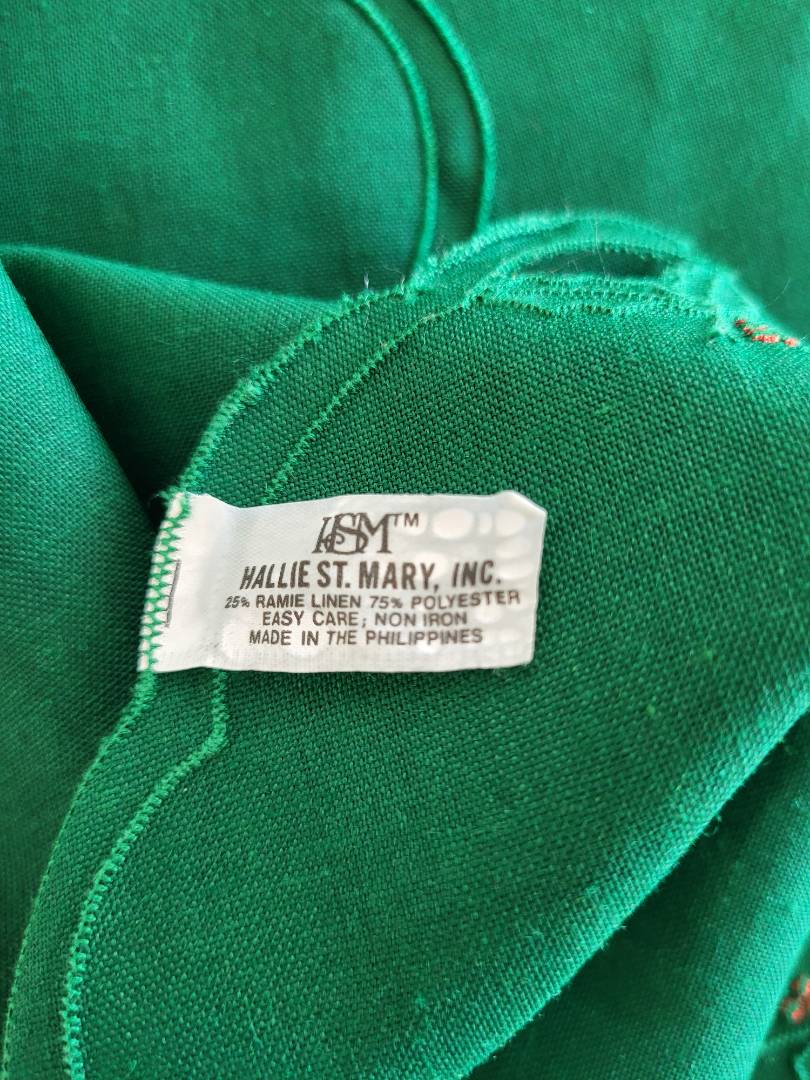 HSM™
HALLIE ST. MARY, INC.
25% RAMIE LINEN 75% POLYESTER
EASY CARE; NON IRON
MADE IN THE PHILIPPINES